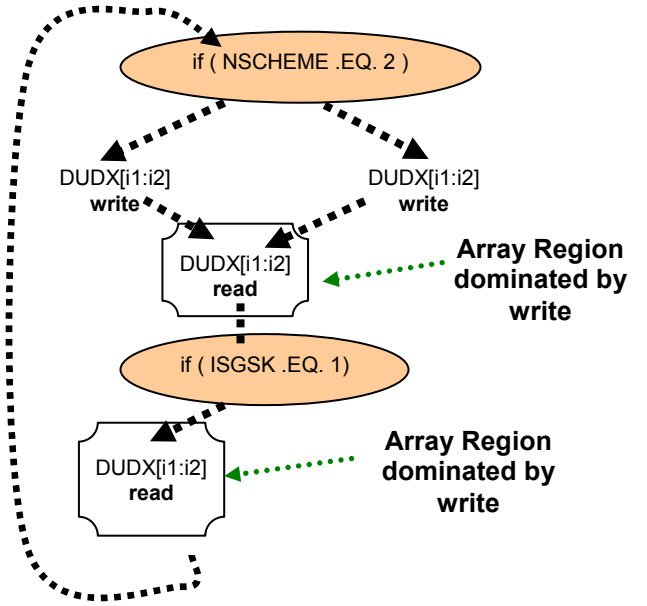 if ( NSCHEME .EQ. 2 )
DUDX[i1:i2]
write
DUDX[i1:i2]
write
DUDX[i1:i2]
read
Array Region
dominated by
write
if ( ISGSK .EQ. 1)
DUDX[i1:i2]
read
Array Region
dominated by
write